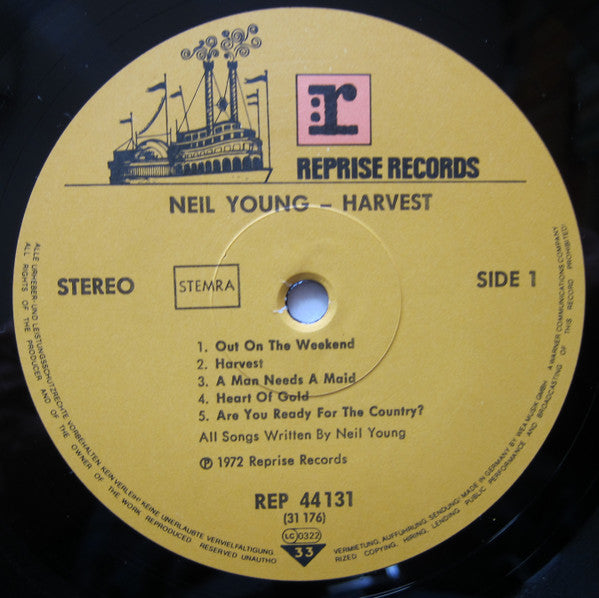 r
REPRISE RECORDS
NEIL YOUNG – HARVEST
STEREO
STEMRA
SIDE 1
1. Out On The Weekend
2. Harvest
3. A Man Needs A Maid
4. Heart Of Gold
5. Are You Ready For The Country?
All Songs Written By Neil Young
Ⓟ 1972 Reprise Records
REP 44131
(31 176)
LC 0322
33
ALLE URHEBER- UND LEISTUNGSSCHUTZRECHTE VORBEHALTEN KEIN VERLEIH! KEINE UNERLAUBTE VERVIELFÄLTIGUNG, VERMIETUNG, AUFFÜHRUNG, SENDUNG! MADE IN GERMANY BY WEA MUSIK GMBH A WARNER COMMUNICATIONS COMPANY
ALL RIGHTS OF THE PRODUCER AND OF THE OWNER OF THE WORK REPRODUCED RESERVED UNAUTHORIZED COPYING, HIRING, LENDING PUBLIC PERFORMANCE AND BROADCASTING OF THIS RECORD PROHIBITED!